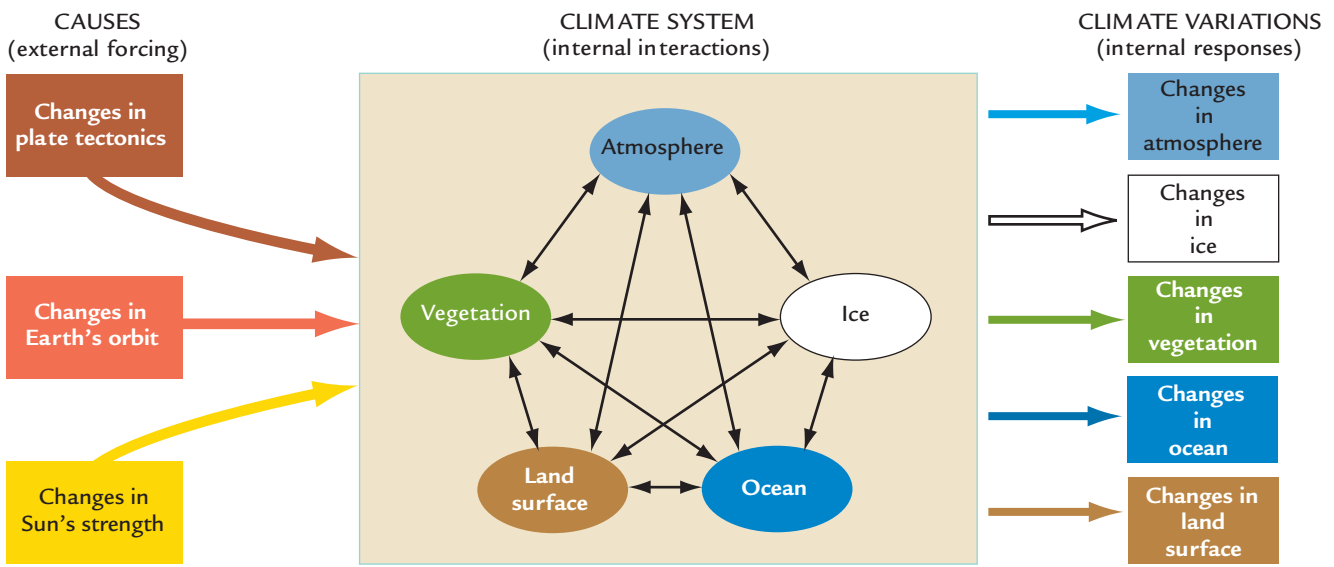 CAUSES
(external forcing)
Changes in
plate tectonics
Changes in
Earth's orbit
Changes in
Sun's strength
CLIMATE SYSTEM
(internal interactions)
Atmosphere
Vegetation
Ice
Land
surface
Ocean
CLIMATE VARIATIONS
(internal responses)
Changes
in
atmosphere
Changes
in
ice
Changes
in
vegetation
Changes
in
ocean
Changes in
land
surface